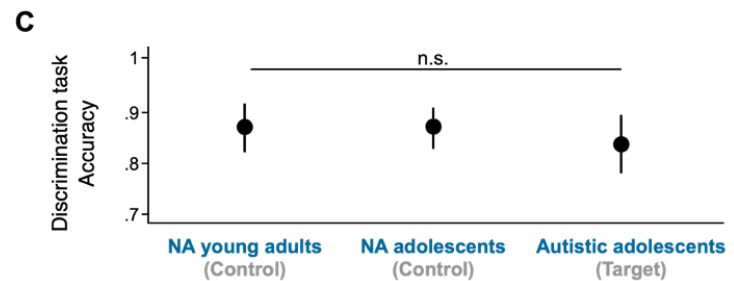 C
Discrimination task
Accuracy
n.s.
1
.9
.8
.7
NA young adults
(Control)
NA adolescents
(Control)
Autistic adolescents
(Target)